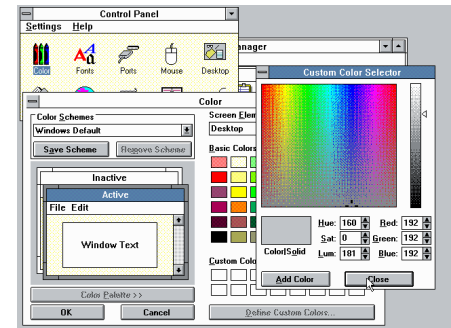 Control Panel
Settings Help
Color Fonts Ports Mouse Desktop
anager
Custom Color Selector
Color
Color Schemes
Windows Default
Save Scheme Remove Scheme
Inactive
Active
File Edit
Window Text
Color Palette >>
OK Cancel
Screen Elem
Desktop
Basic Colors
Custom Colo
Define Custom Colors...
Color|Solid
Hue: 160 Red: 192
Sat: 0 Green: 192
Lum: 181 Blue: 192
Add Color Close